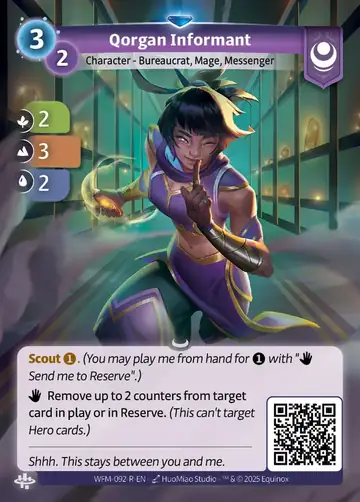 3
2
Qorgan Informant
Character - Bureaucrat, Mage, Messenger
2
3
2
Scout 1. (You may play me from hand for 1 with "
Send me to Reserve".)
Remove up to 2 counters from target
card in play or in Reserve. (This can't target
Hero cards.)
Shhh. This stays between you and me.
WFM-092-R-EN - HuoMiao Studio - ™ & © 2025 Equinox